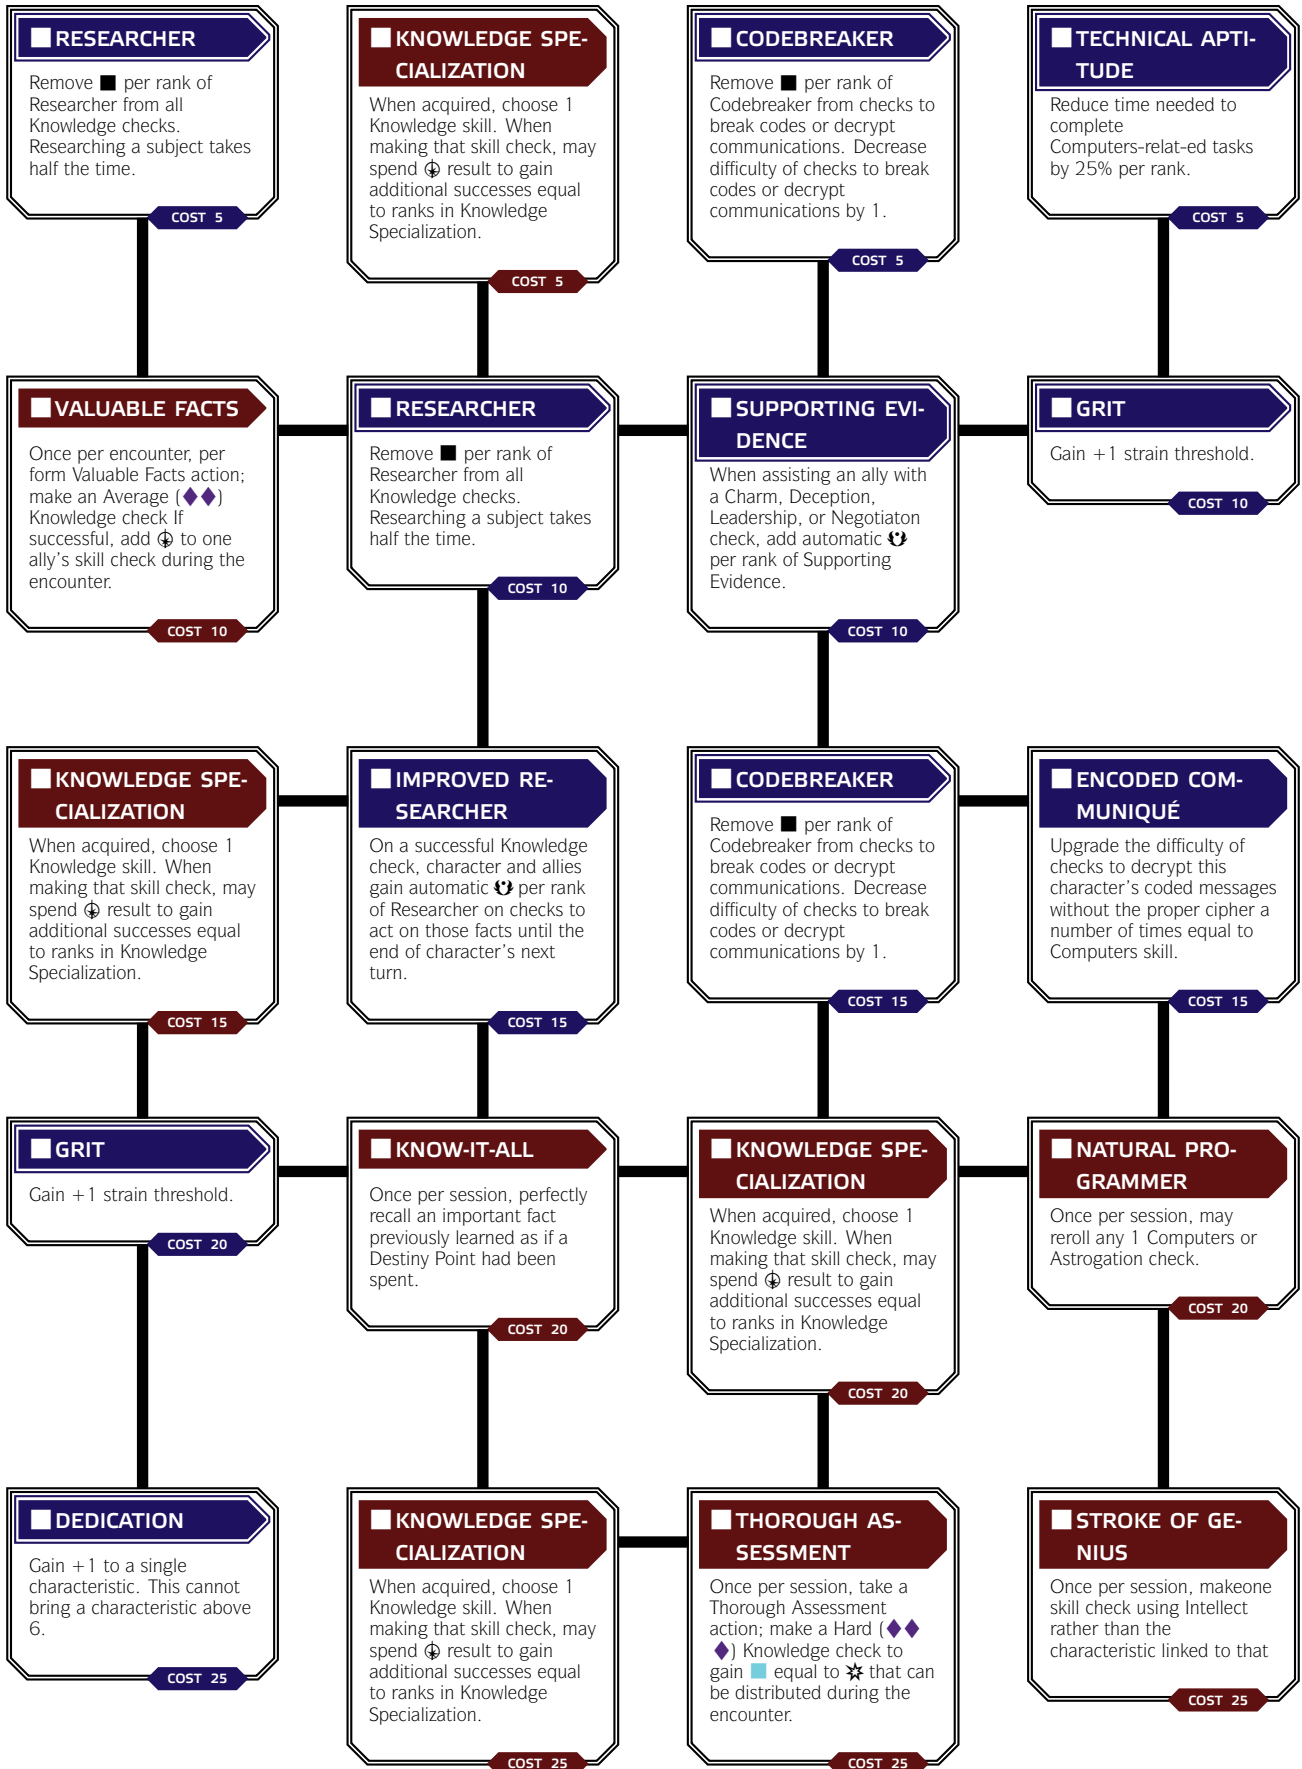 RESEARCHER
Remove ■ per rank of
Researcher from all
Knowledge checks.
Researching a subject takes
half the time.
COST 5
KNOWLEDGE SPE-
CIALIZATION
When acquired, choose 1
Knowledge skill. When
making that skill check, may
spend result to gain
additional successes equal
to ranks in Knowledge
Specialization.
COST 5
CODEBREAKER
Remove ■ per rank of
Codebreaker from checks to
break codes or decrypt
communications. Decrease
difficulty of checks to break
codes or decrypt
communications by 1.
COST 5
TECHNICAL APTI-
TUDE
Reduce time needed to
complete
Computers-relat-ed tasks
by 25% per rank.
COST 5
VALUABLE FACTS
Once per encounter, per
form Valuable Facts action;
make an Average (◆◆)
Knowledge check If
successful, add to one
ally's skill check during the
encounter.
COST 10
RESEARCHER
Remove ■ per rank of
Researcher from all
Knowledge checks.
Researching a subject takes
half the time.
COST 10
SUPPORTING EVI-
DENCE
When assisting an ally with
a Charm, Deception,
Leadership, or Negotiaton
check, add automatic
per rank of Supporting
Evidence.
COST 10
GRIT
Gain +1 strain threshold.
COST 10
KNOWLEDGE SPE-
CIALIZATION
When acquired, choose 1
Knowledge skill. When
making that skill check, may
spend result to gain
additional successes equal
to ranks in Knowledge
Specialization.
COST 15
IMPROVED RE-
SEARCHER
On a successful Knowledge
check, character and allies
gain automatic per rank
of Researcher on checks to
act on those facts until the
end of character's next
turn.
COST 15
CODEBREAKER
Remove ■ per rank of
Codebreaker from checks to
break codes or decrypt
communications. Decrease
difficulty of checks to break
codes or decrypt
communications by 1.
COST 15
ENCODED COM-
MUNIQUÉ
Upgrade the difficulty of
checks to decrypt this
character's coded messages
without the proper cipher a
number of times equal to
Computers skill.
COST 15
GRIT
Gain +1 strain threshold.
COST 20
KNOW-IT-ALL
Once per session, perfectly
recall an important fact
previously learned as if a
Destiny Point had been
spent.
COST 20
KNOWLEDGE SPE-
CIALIZATION
When acquired, choose 1
Knowledge skill. When
making that skill check, may
spend result to gain
additional successes equal
to ranks in Knowledge
Specialization.
COST 20
NATURAL PRO-
GRAMMER
Once per session, may
reroll any 1 Computers or
Astrogation check.
COST 20
DEDICATION
Gain +1 to a single
characteristic. This cannot
bring a characteristic above
6.
COST 25
KNOWLEDGE SPE-
CIALIZATION
When acquired, choose 1
Knowledge skill. When
making that skill check, may
spend result to gain
additional successes equal
to ranks in Knowledge
Specialization.
COST 25
THOROUGH AS-
SESSMENT
Once per session, take a
Thorough Assessment
action; make a Hard (◆◆
◆) Knowledge check to
gain ■ equal to that can
be distributed during the
encounter.
COST 25
STROKE OF GE-
NIUS
Once per session, makeone
skill check using Intellect
rather than the
characteristic linked to that
COST 25